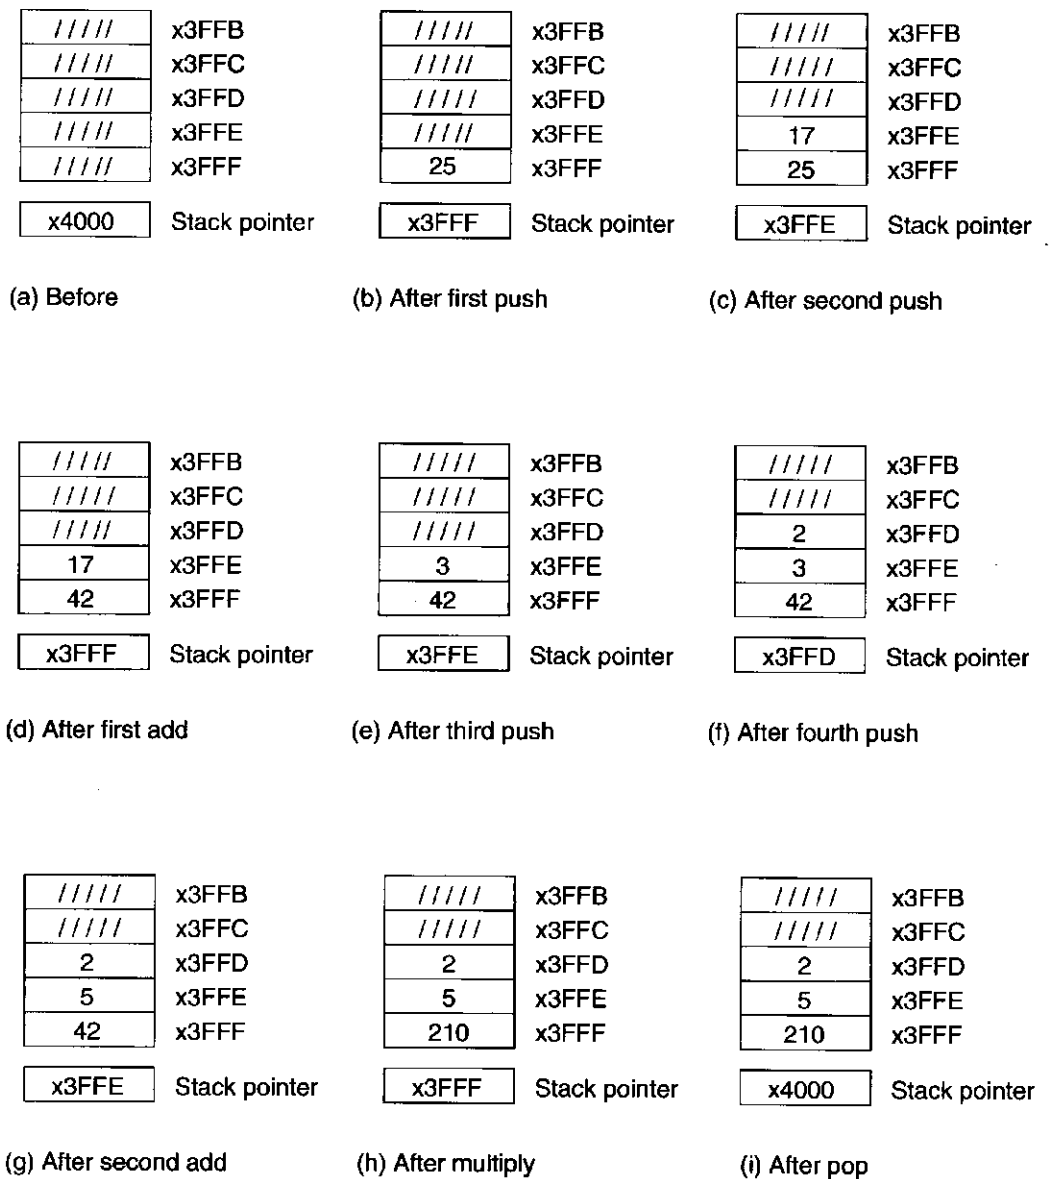 ///// x3FFB
///// x3FFC
///// x3FFD
///// x3FFE
///// x3FFF
x4000 Stack pointer
(a) Before
///// x3FFB
///// x3FFC
///// x3FFD
///// x3FFE
25 x3FFF
x3FFF Stack pointer
(b) After first push
///// x3FFB
///// x3FFC
///// x3FFD
17 x3FFE
25 x3FFF
x3FFE Stack pointer
(c) After second push
///// x3FFB
///// x3FFC
///// x3FFD
17 x3FFE
42 x3FFF
x3FFF Stack pointer
(d) After first add
///// x3FFB
///// x3FFC
///// x3FFD
3 x3FFE
42 x3FFF
x3FFE Stack pointer
(e) After third push
///// x3FFB
///// x3FFC
2 x3FFD
3 x3FFE
42 x3FFF
x3FFD Stack pointer
(f) After fourth push
///// x3FFB
///// x3FFC
2 x3FFD
5 x3FFE
42 x3FFF
x3FFE Stack pointer
(g) After second add
///// x3FFB
///// x3FFC
2 x3FFD
5 x3FFE
210 x3FFF
x3FFF Stack pointer
(h) After multiply
///// x3FFB
///// x3FFC
2 x3FFD
5 x3FFE
210 x3FFF
x4000 Stack pointer
(i) After pop